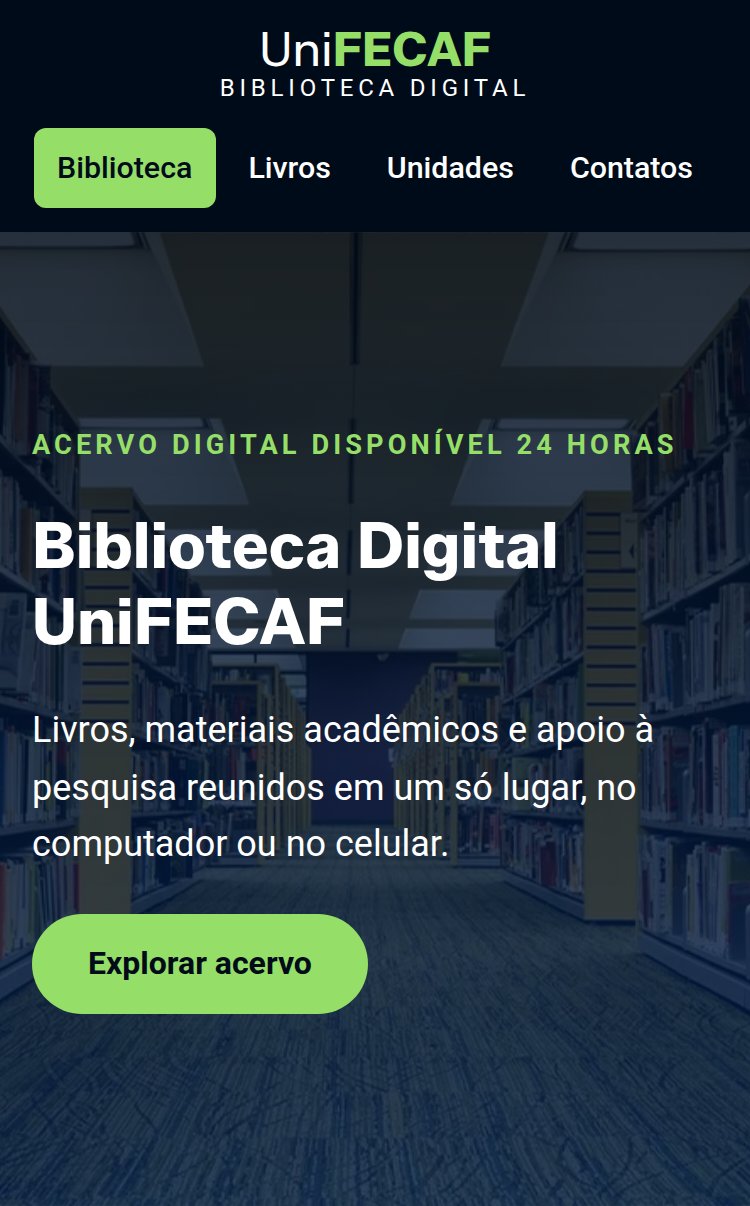 UniFECAF
BIBLIOTECA DIGITAL
Biblioteca Livros Unidades Contatos
ACERVO DIGITAL DISPONÍVEL 24 HORAS
Biblioteca Digital
UniFECAF
Livros, materiais acadêmicos e apoio à
pesquisa reunidos em um só lugar, no
computador ou no celular.
Explorar acervo